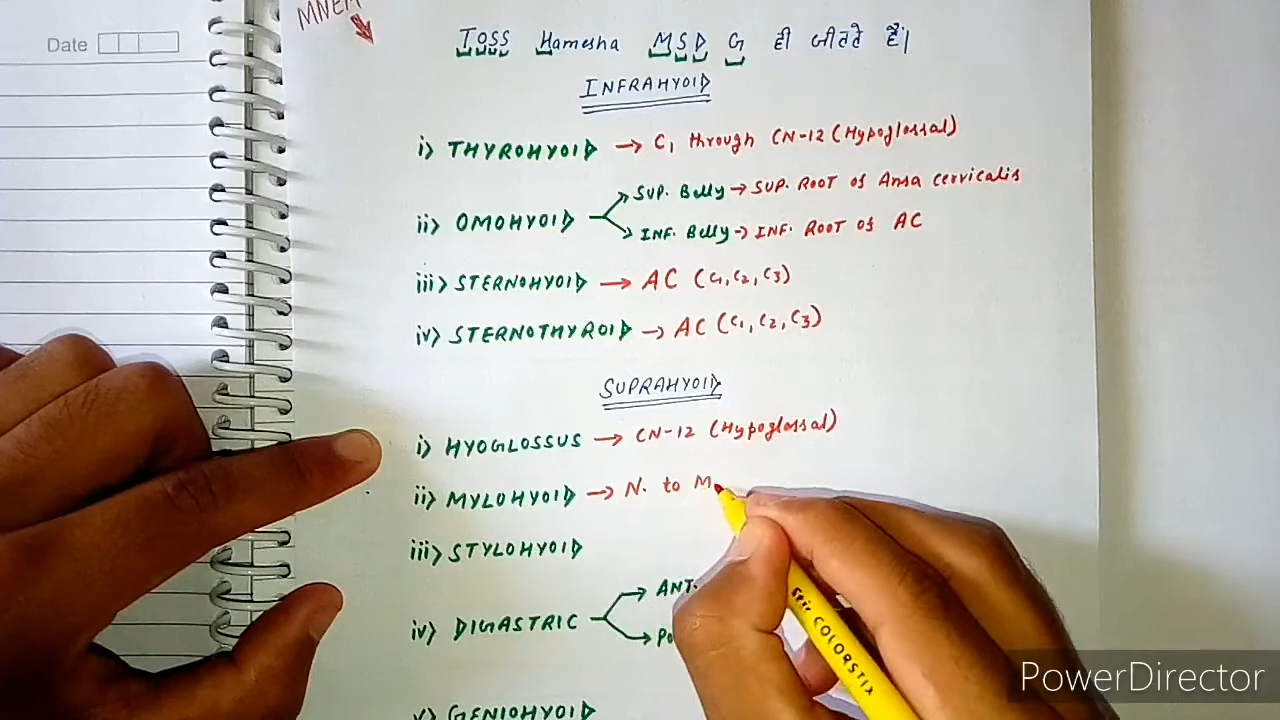 Date
MNEM
TOSS Hamesha MSD G ही जीतते हैं।
INFRAHYOID
i) THYROHYOID → C1 through CN-12 (Hypoglossal)
ii) OMOHYOID
SUP. Belly → SUP. ROOT of Ansa cervicalis
INF. Belly → INF. ROOT of AC
iii) STERNOHYOID → AC (C1, C2, C3)
iv) STERNOTHYROID → AC (C1, C2, C3)
SUPRAHYOID
i) HYOGLOSSUS → CN-12 (Hypoglossal)
ii) MYLOHYOID → N. to M
iii) STYLOHYOID
iv) DIGASTRIC
ANT.
Po
v) GENIOHYOID
COLORSTIX
PowerDirector